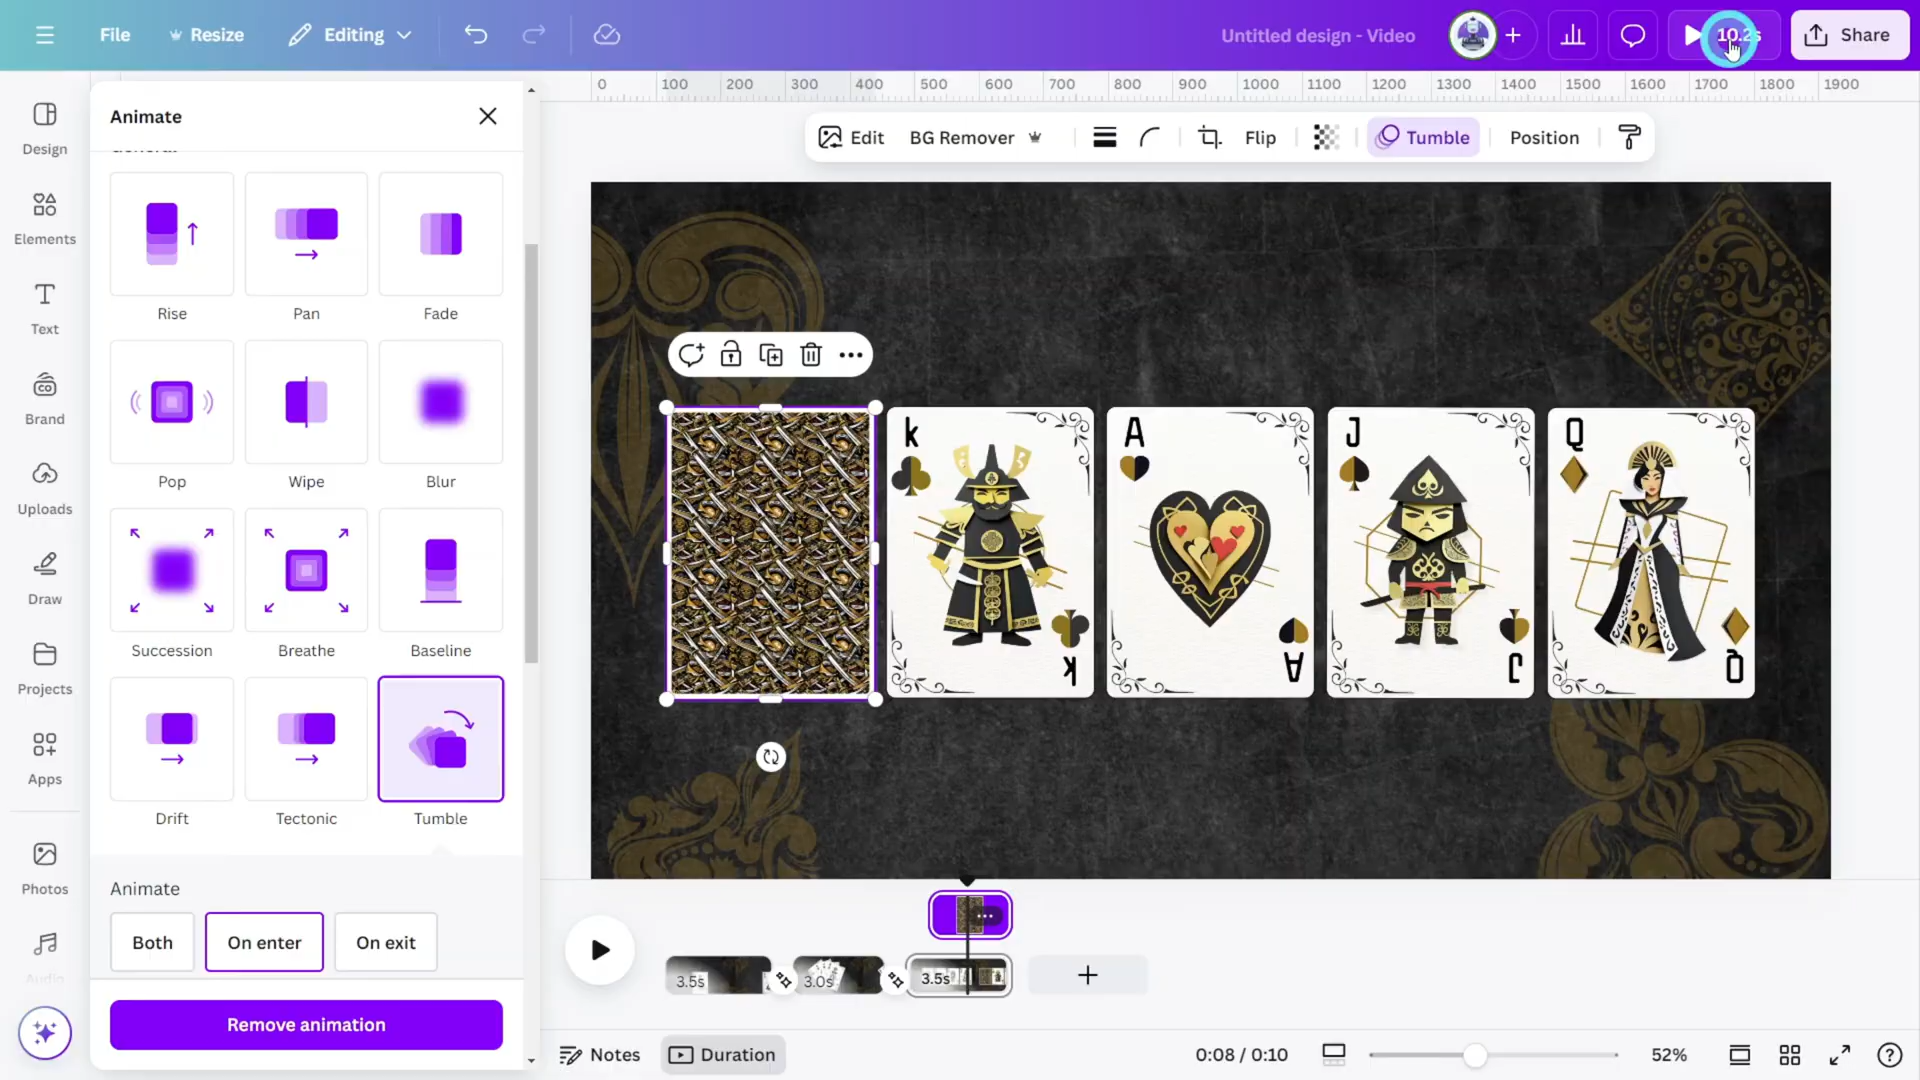 File
Resize
Editing
Untitled design - Video
10.2s
Share
Design
Elements
Text
Brand
Uploads
Draw
Projects
Apps
Photos
Audio
Animate
General
Rise
Pan
Fade
Pop
Wipe
Blur
Succession
Breathe
Baseline
Drift
Tectonic
Tumble
Animate
Both
On enter
On exit
Remove animation
0 100 200 300 400 500 600 700 800 900 1000 1100 1200 1300 1400 1500 1600 1700 1800 1900
Edit
BG Remover
Flip
Tumble
Position
k
K
A
A
J
J
Q
Q
3.5s
3.0s
3.5s
Notes
Duration
0:08 / 0:10
52%